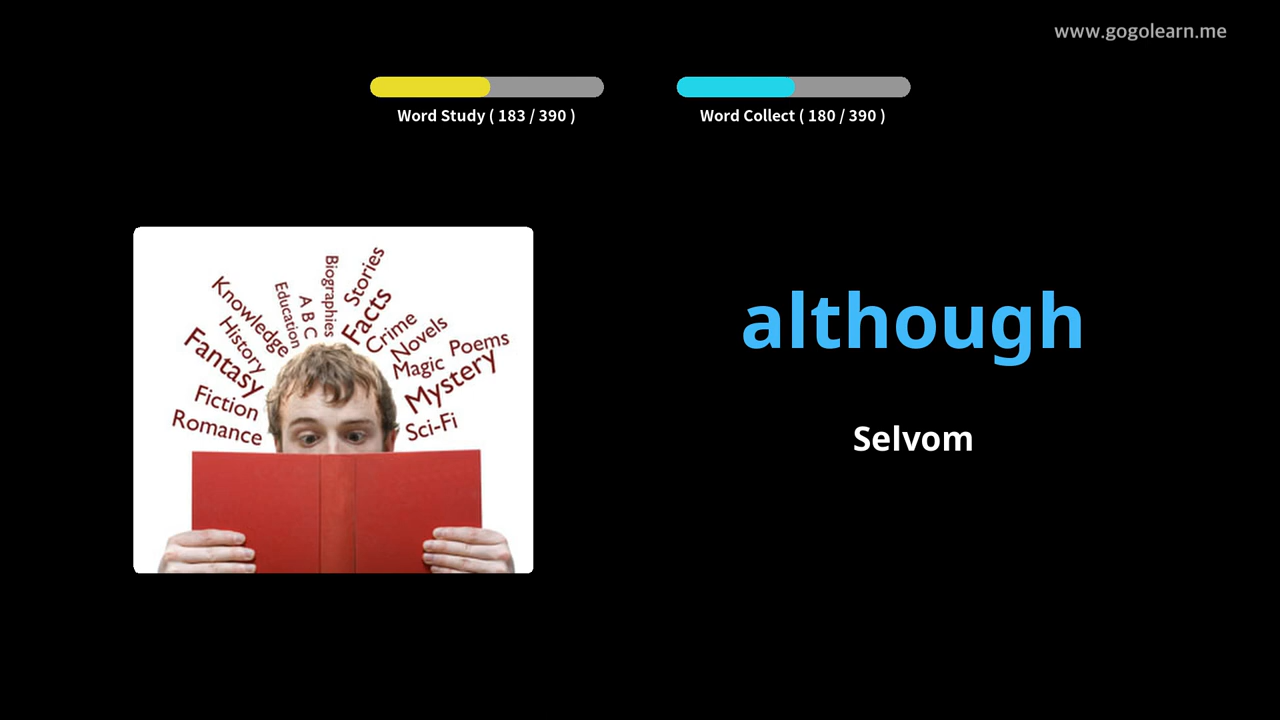 www.gogolearn.me
Word Study ( 183 / 390 )
Word Collect ( 180 / 390 )
Biographies
Stories
Education
A B C
Facts
Knowledge
Crime
History
Novels
Poems
Fantasy
Magic
Mystery
Fiction
Romance
Sci-Fi
although
Selvom